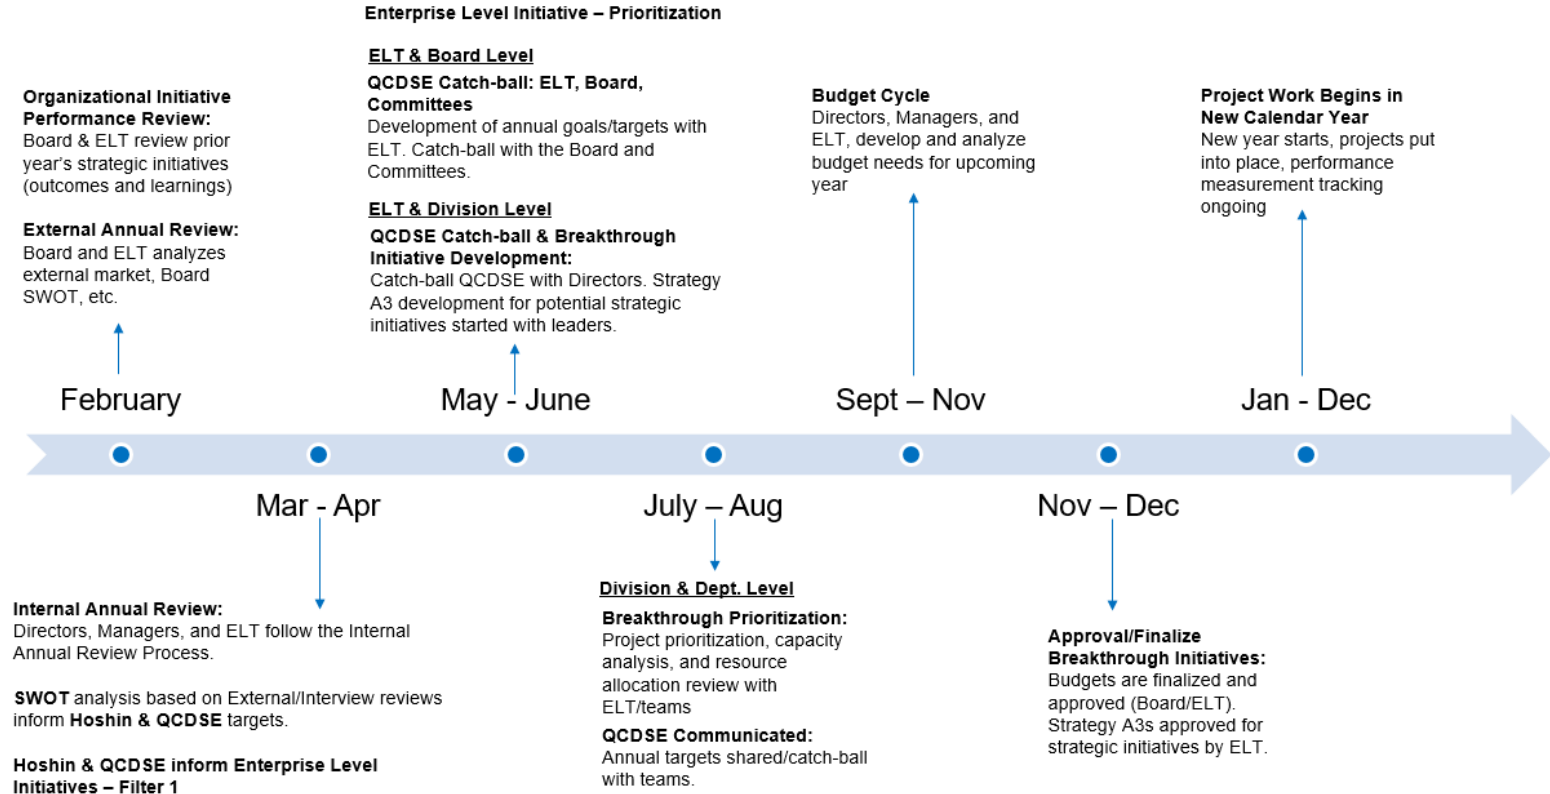 Enterprise Level Initiative – Prioritization
Organizational Initiative
Performance Review:
Board & ELT review prior
year's strategic initiatives
(outcomes and learnings)
External Annual Review:
Board and ELT analyzes
external market, Board
SWOT, etc.
ELT & Board Level
QCDSE Catch-ball: ELT, Board,
Committees
Development of annual goals/targets with
ELT. Catch-ball with the Board and
Committees.
ELT & Division Level
QCDSE Catch-ball & Breakthrough
Initiative Development:
Catch-ball QCDSE with Directors. Strategy
A3 development for potential strategic
initiatives started with leaders.
Budget Cycle
Directors, Managers, and
ELT, develop and analyze
budget needs for upcoming
year
Project Work Begins in
New Calendar Year
New year starts, projects put
into place, performance
measurement tracking
ongoing
February
May - June
Sept – Nov
Jan - Dec
Mar - Apr
July – Aug
Nov – Dec
Internal Annual Review:
Directors, Managers, and ELT follow the Internal
Annual Review Process.
SWOT analysis based on External/Interview reviews
inform Hoshin & QCDSE targets.
Hoshin & QCDSE inform Enterprise Level
Initiatives – Filter 1
Division & Dept. Level
Breakthrough Prioritization:
Project prioritization, capacity
analysis, and resource
allocation review with
ELT/teams
QCDSE Communicated:
Annual targets shared/catch-ball
with teams.
Approval/Finalize
Breakthrough Initiatives:
Budgets are finalized and
approved (Board/ELT).
Strategy A3s approved for
strategic initiatives by ELT.